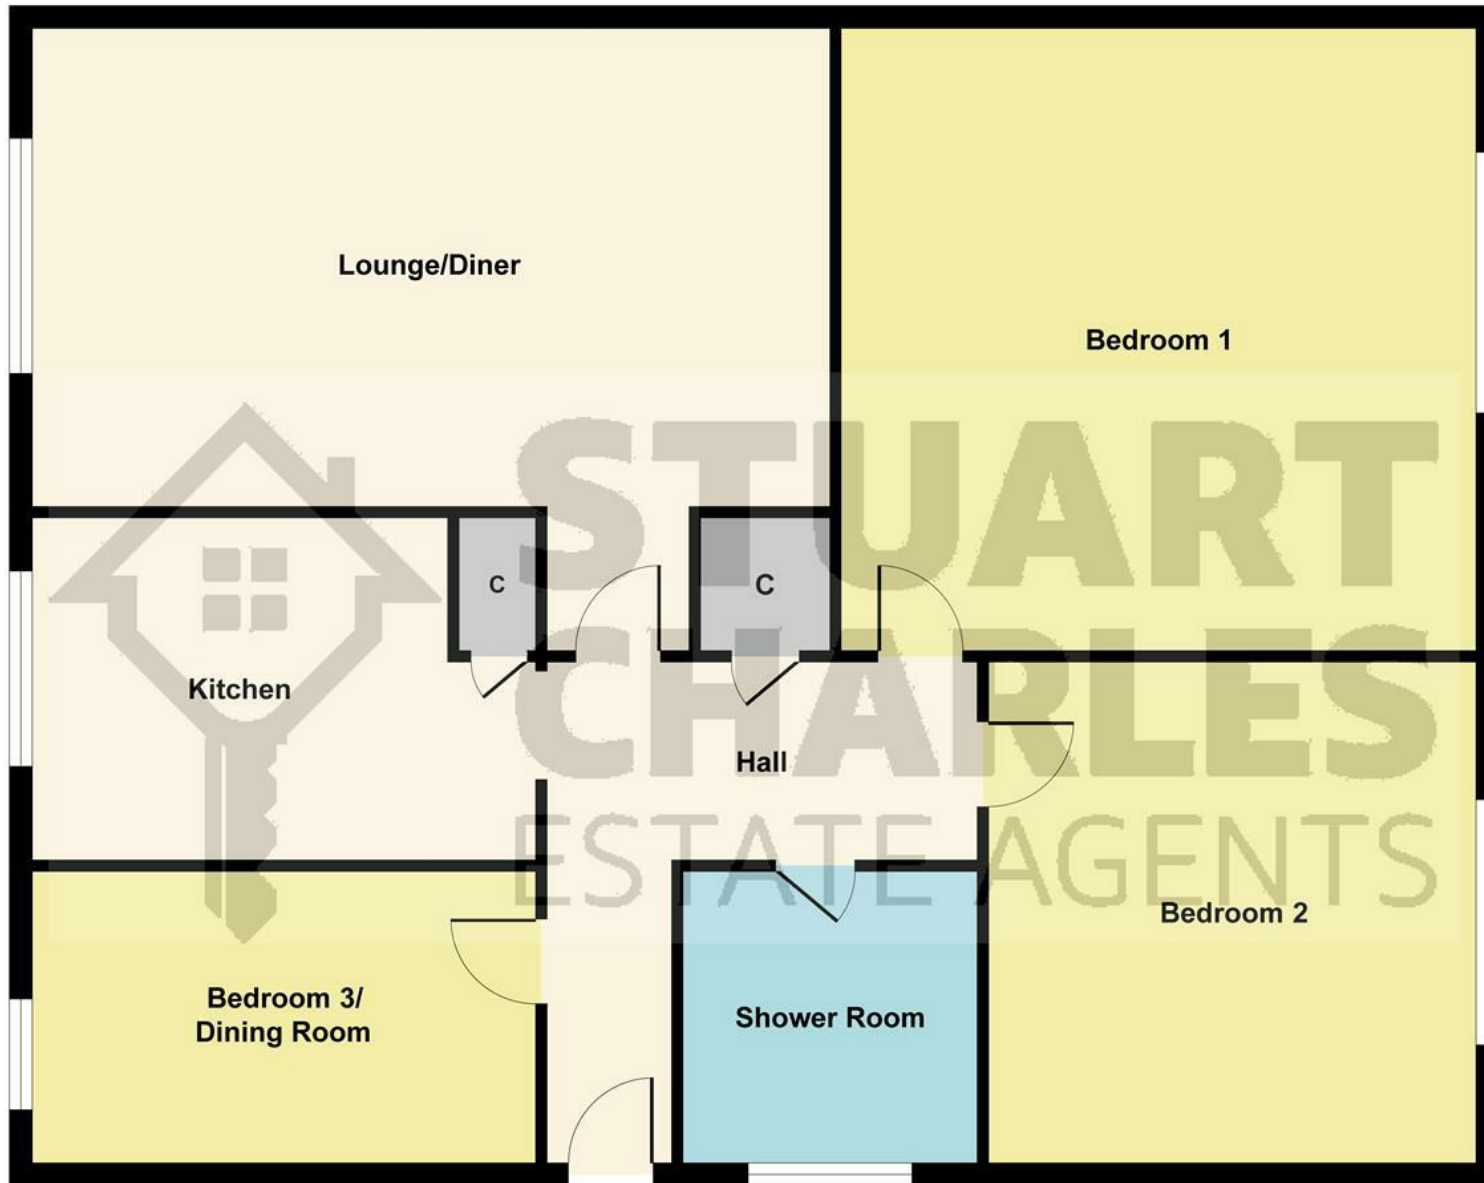 Lounge/Diner
Bedroom 1
STUART
C
C
CHARLES
Kitchen
Hall
ESTATE AGENTS
Bedroom 2
Bedroom 3/
Dining Room
Shower Room